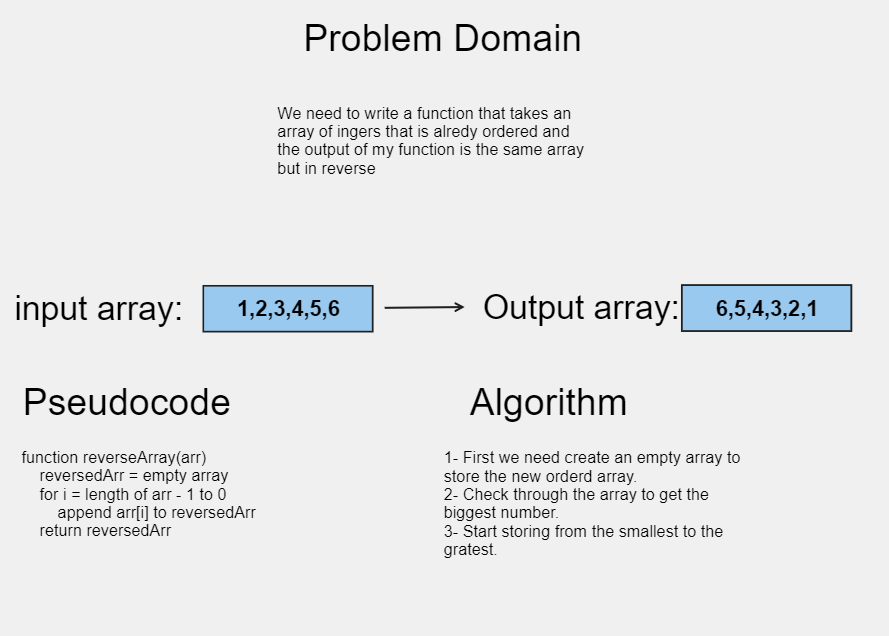 Problem Domain
We need to write a function that takes an
array of ingers that is alredy ordered and
the output of my function is the same array
but in reverse
input array:
1,2,3,4,5,6
Output array:
6,5,4,3,2,1
Pseudocode
function reverseArray(arr)
reversedArr = empty array
for i = length of arr - 1 to 0
append arr[i] to reversedArr
return reversedArr
Algorithm
1- First we need create an empty array to
store the new orderd array.
2- Check through the array to get the
biggest number.
3- Start storing from the smallest to the
gratest.